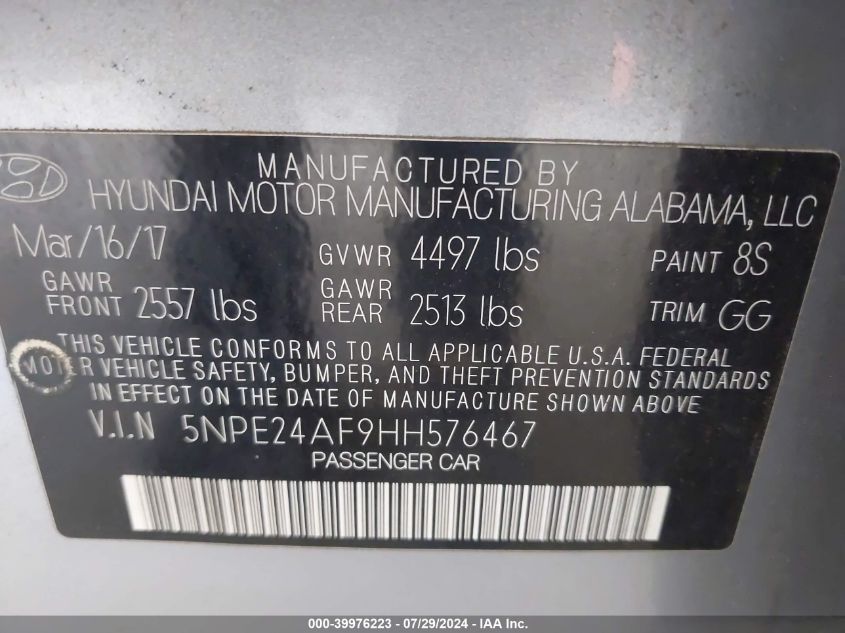 MANUFACTURED BY
HYUNDAI MOTOR MANUFACTURING ALABAMA, LLC
Mar/16/17 GVWR 4497 lbs PAINT 8S
GAWR FRONT 2557 lbs GAWR REAR 2513 lbs TRIM GG
THIS VEHICLE CONFORMS TO ALL APPLICABLE U.S.A. FEDERAL
MOTOR VEHICLE SAFETY, BUMPER, AND THEFT PREVENTION STANDARDS
IN EFFECT ON THE DATE OF MANUFACTURE SHOWN ABOVE
V.I.N 5NPE24AF9HH576467
PASSENGER CAR
000-39976223 - 07/29/2024 - IAA Inc.